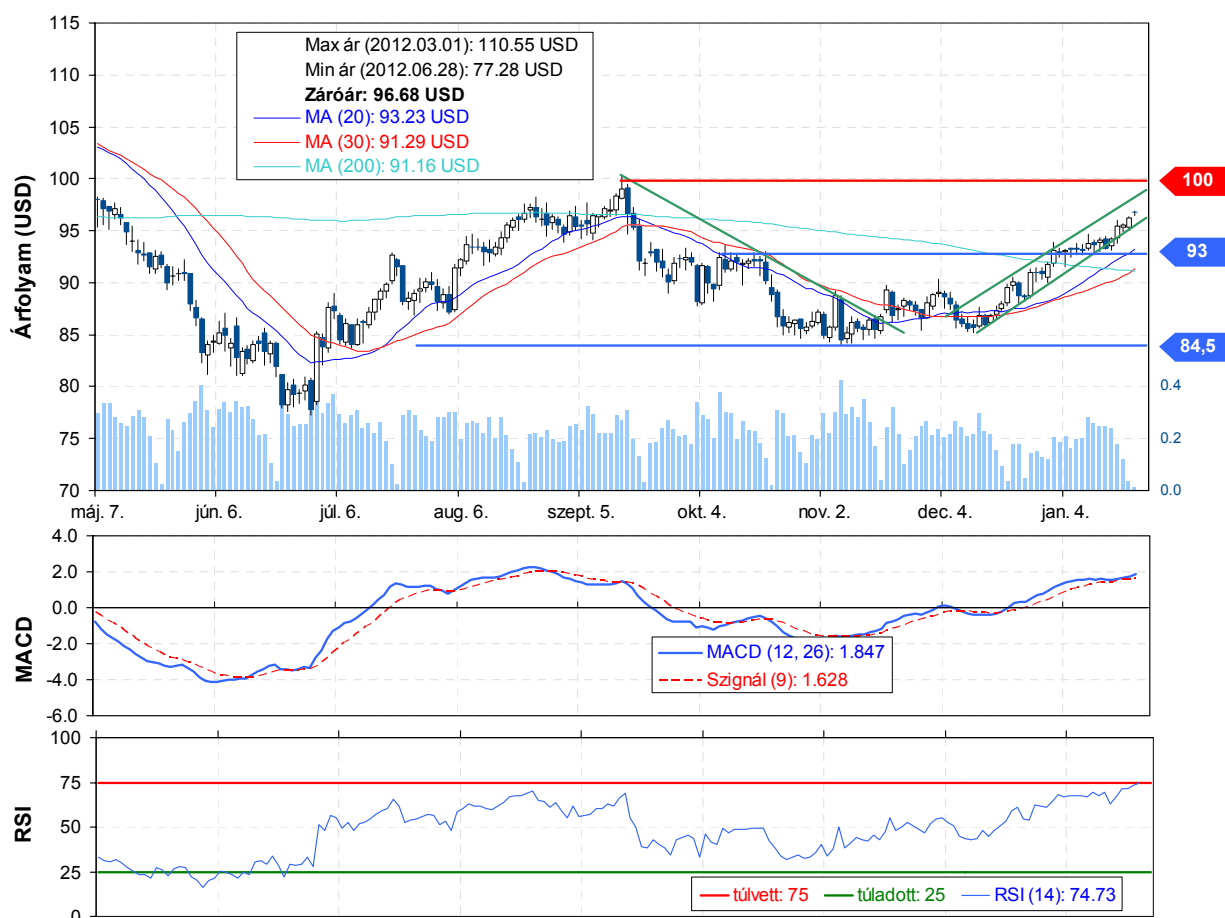 115
110
105
100
95
90
85
80
75
70
Árfolyam (USD)
Max ár (2012.03.01): 110.55 USD
Min ár (2012.06.28): 77.28 USD
Záróár: 96.68 USD
MA (20): 93.23 USD
MA (30): 91.29 USD
MA (200): 91.16 USD
100
93
84,5
0.4
0.2
0.0
máj. 7.
jún. 6.
júl. 6.
aug. 6.
szept. 5.
okt. 4.
nov. 2.
dec. 4.
jan. 4.
4.0
2.0
0.0
-2.0
-4.0
-6.0
MACD
MACD (12, 26): 1.847
Szignál (9): 1.628
100
75
50
25
0
RSI
túlvett: 75
túladott: 25
RSI (14): 74.73